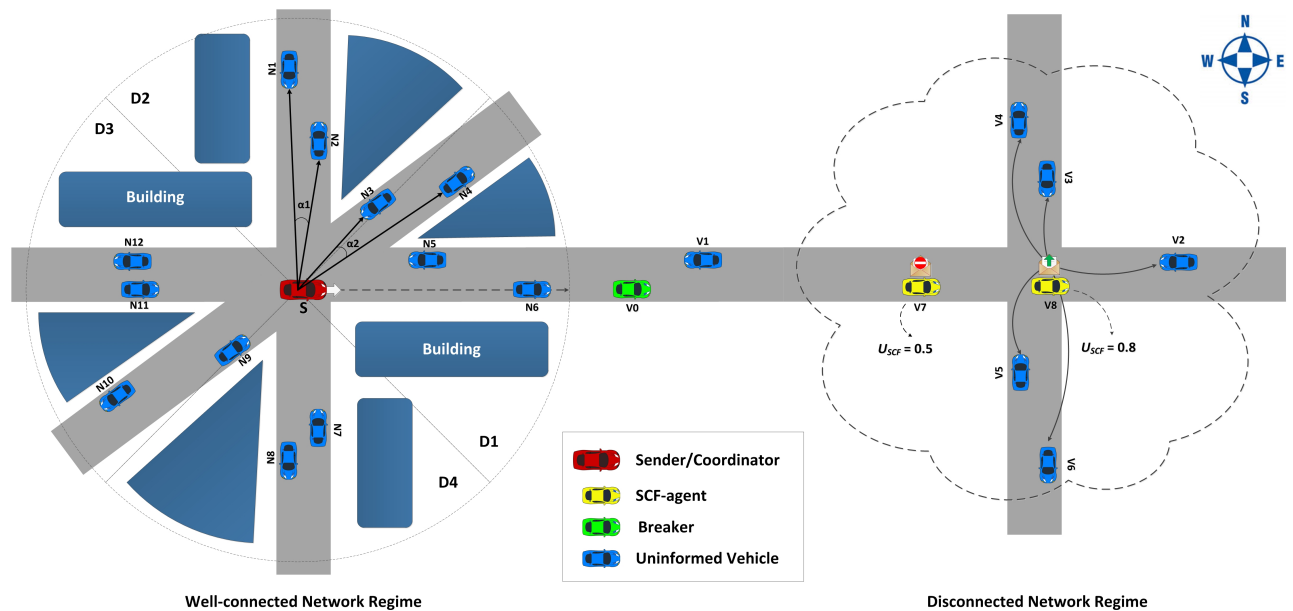 N
W E
S
D2
D3
N1
N2
Building
α1
N3
N4
α2
N12
N5
V1
N11
S
N6
V0
Building
N9
N10
N7
N8
D1
D4
V4
V3
V2
V7
V8
U_SCF = 0.5
U_SCF = 0.8
V5
V6
Sender/Coordinator
SCF-agent
Breaker
Uninformed Vehicle
Well-connected Network Regime
Disconnected Network Regime